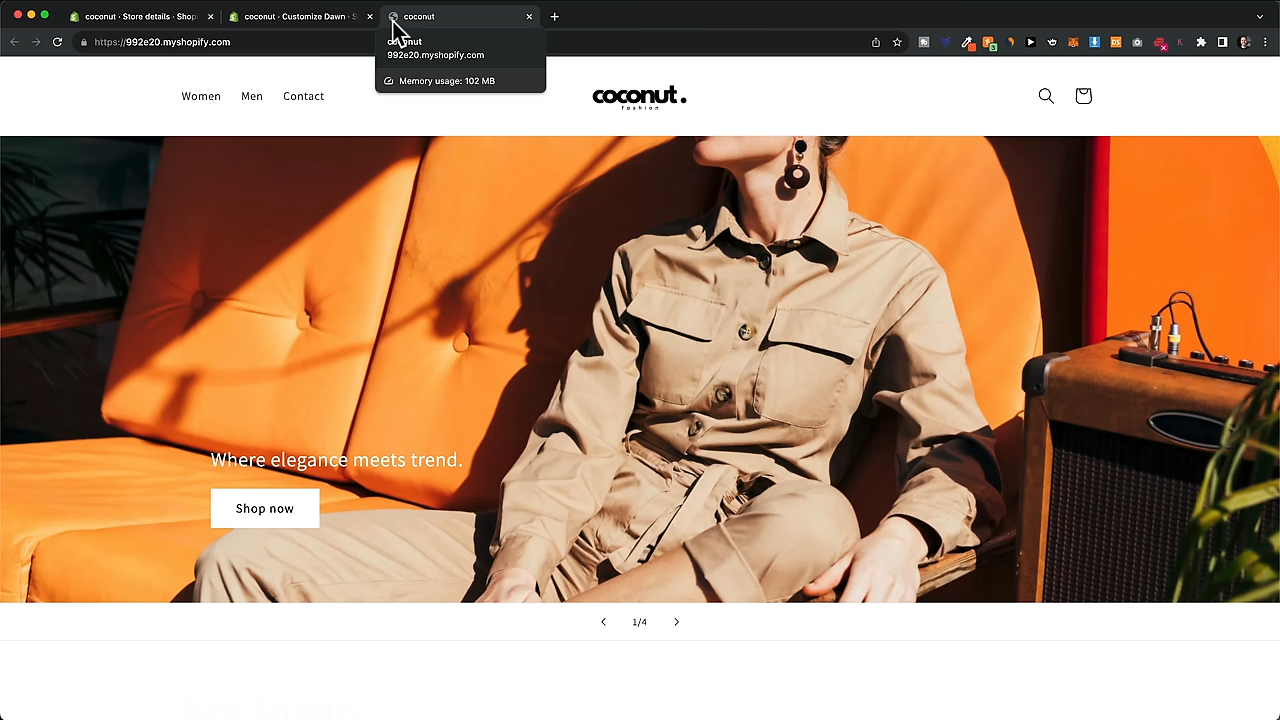 coconut · Store details · Shop
coconut · Customize Dawn · S
coconut
https://992e20.myshopify.com
992e20.myshopify.com
Memory usage: 102 MB
Women
Men
Contact
coconut.
fashion
Where elegance meets trend.
Shop now
1/4
New Arrivals